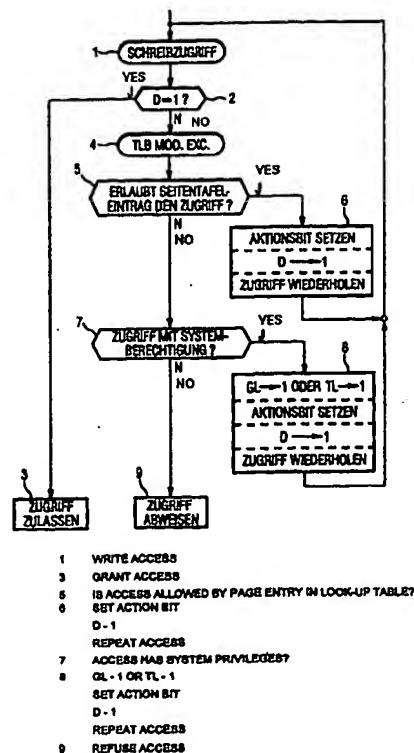 1
SCHREIBZUGRIFF
YES
D=1 ?
2
N
NO
4
TLB MOD. EXC.
5
YES
ERLAUBT SEITENTAFEL-
EINTRAG DEN ZUGRIFF ?
6
N
NO
AKTIONSBIT SETZEN
D → 1
ZUGRIFF WIEDERHOLEN
YES
7
ZUGRIFF MIT SYSTEM-
BERECHTIGUNG ?
8
N
NO
GL→1 ODER TL→1
AKTIONSBIT SETZEN
D → 1
ZUGRIFF WIEDERHOLEN
3
9
ZUGRIFF
ZULASSEN
ZUGRIFF
ABWEISEN
1 WRITE ACCESS
3 GRANT ACCESS
5 IS ACCESS ALLOWED BY PAGE ENTRY IN LOOK-UP TABLE?
6 SET ACTION BIT
D - 1
REPEAT ACCESS
7 ACCESS HAS SYSTEM PRIVILEGES?
8 GL - 1 OR TL - 1
SET ACTION BIT
D - 1
REPEAT ACCESS
9 REFUSE ACCESS